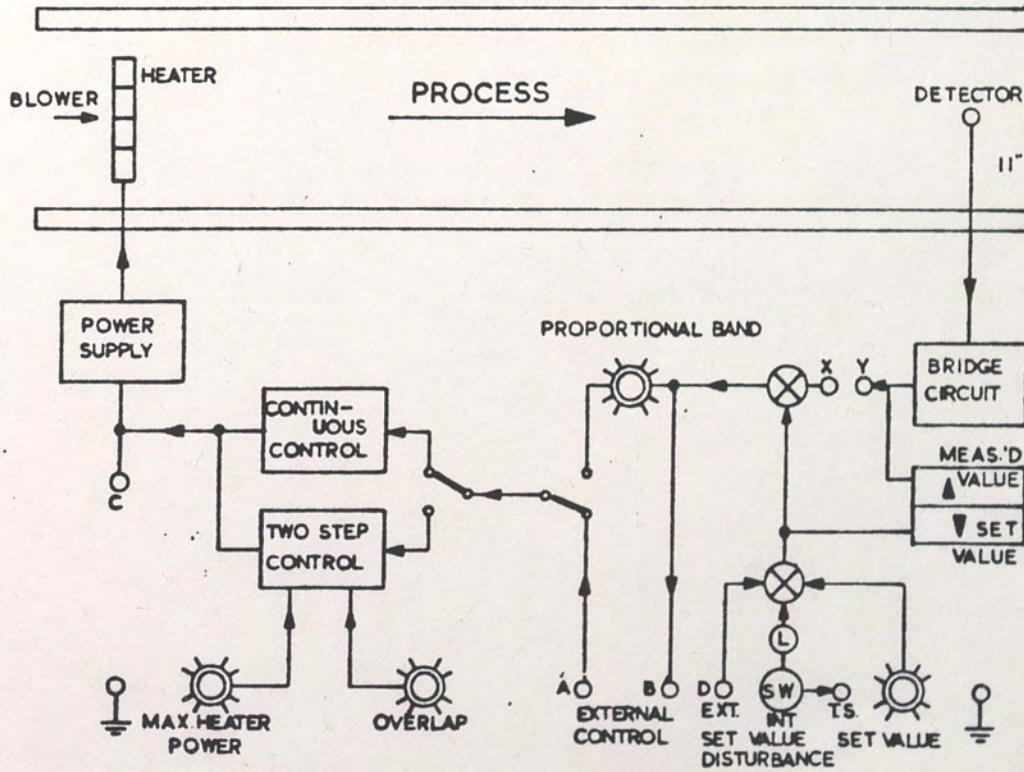 HEATER
BLOWER
PROCESS
DETECTOR
11"
POWER
SUPPLY
PROPORTIONAL BAND
X Y
BRIDGE
CIRCUIT
CONTIN-
UOUS
CONTROL
MEAS.'D
VALUE
C
TWO STEP
CONTROL
SET
VALUE
L
A
B
D
SW
EXT.
INT
T.S.
MAX. HEATER
POWER
OVERLAP
EXTERNAL
CONTROL
SET VALUE
DISTURBANCE
SET VALUE